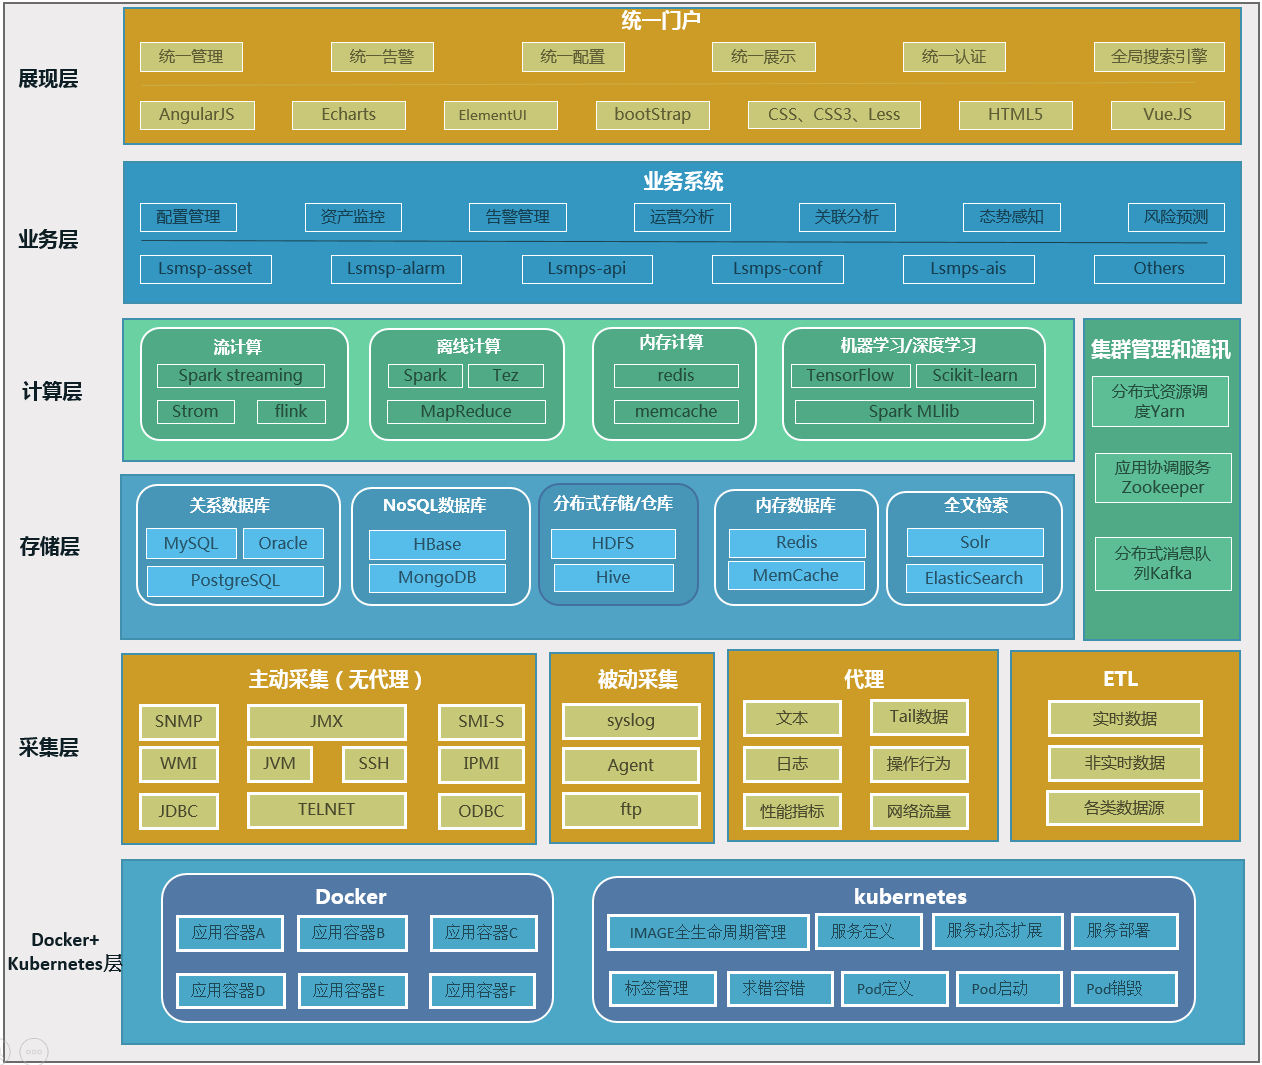 展现层
统一门户
统一管理
统一告警
统一配置
统一展示
统一认证
全局搜索引擎
AngularJS
Echarts
ElementUI
bootStrap
CSS、CSS3、Less
HTML5
Vue.JS
业务层
业务系统
配置管理
资产监控
告警管理
运营分析
关联分析
态势感知
风险预测
Lsmsp-asset
Lsmsp-alarm
Lsmps-api
Lsmps-conf
Lsmps-ais
Others
计算层
流计算
Spark streaming
Strom
flink
离线计算
Spark
Tez
MapReduce
内存计算
redis
memcache
机器学习/深度学习
TensorFlow
Scikit-learn
Spark MLlib
集群管理和通讯
分布式资源调
度Yarn
应用协调服务
Zookeeper
分布式消息队
列Kafka
存储层
关系数据库
MySQL
Oracle
PostgreSQL
NoSQL数据库
HBase
MongoDB
分布式存储/仓库
HDFS
Hive
内存数据库
Redis
MemCache
全文检索
Solr
ElasticSearch
采集层
主动采集（无代理）
SNMP
JMX
SMI-S
WMI
JVM
SSH
IPMI
JDBC
TELNET
ODBC
被动采集
syslog
Agent
ftp
代理
文本
Tail数据
日志
操作行为
性能指标
网络流量
ETL
实时数据
非实时数据
各类数据源
Docker+
Kubernetes层
Docker
应用容器A
应用容器B
应用容器C
应用容器D
应用容器E
应用容器F
kubernetes
IMAGE全生命周期管理
服务定义
服务动态扩展
服务部署
标签管理
求错容错
Pod定义
Pod启动
Pod销毁